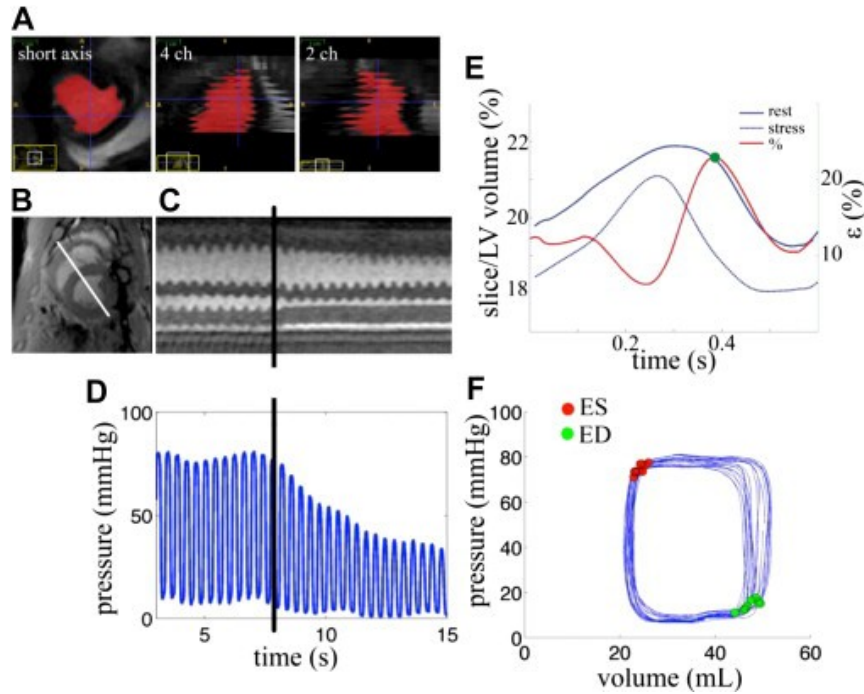 A
short axis
4 ch
2 ch
B
C
D
pressure (mmHg)
100
50
0
5
10
15
time (s)
E
slice/LV volume (%)
22
20
18
rest
stress
%
20
10
ε (%)
0.2
0.4
time (s)
F
ES
ED
pressure (mmHg)
100
80
60
40
20
0
0
20
40
60
volume (mL)